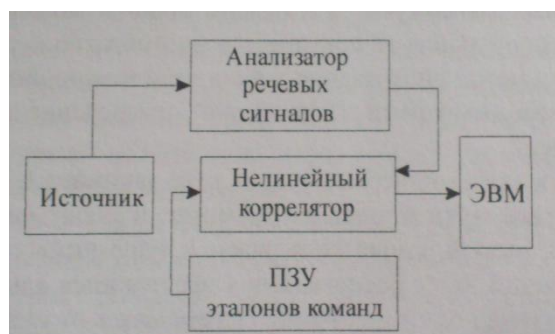 Анализатор
речевых
сигналов
Источник
Нелинейный
коррелятор
ЭВМ
ПЗУ
эталонов команд